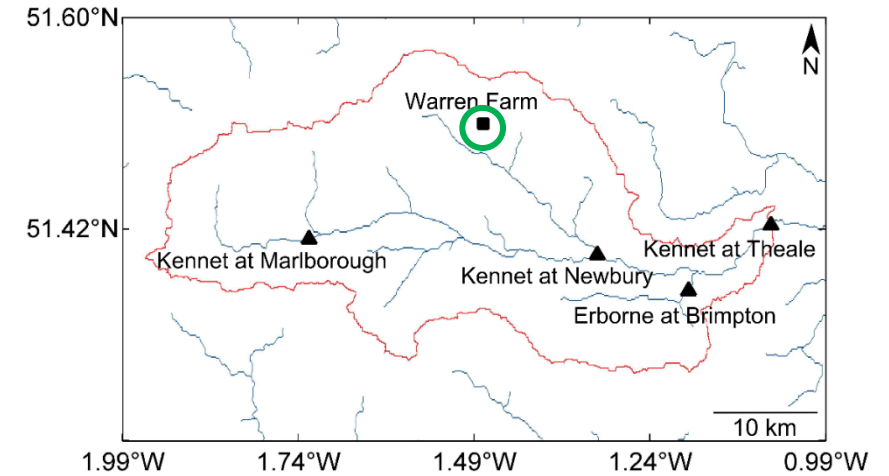 51.60°N
N
Warren Farm
51.42°N
Kennet at Theale
Kennet at Marlborough
Kennet at Newbury
Erborne at Brimpton
10 km
1.99°W 1.74°W 1.49°W 1.24°W 0.99°W